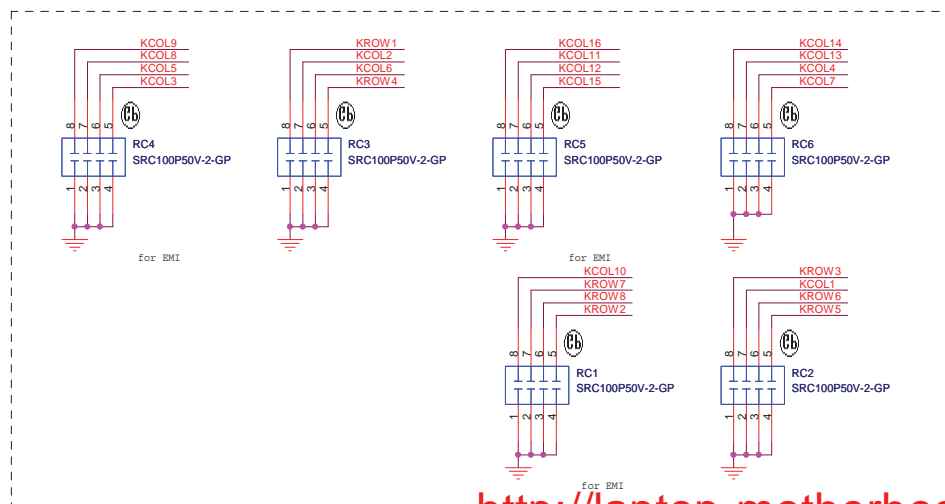 KCOL9
KCOL8
KCOL5
KCOL3
8 7 6 5
RC4
SRC100P50V-2-GP
1 2 3 4
for EMI
KROW1
KCOL2
KCOL6
KROW4
8 7 6 5
RC3
SRC100P50V-2-GP
1 2 3 4
KCOL16
KCOL11
KCOL12
KCOL15
8 7 6 5
RC5
SRC100P50V-2-GP
1 2 3 4
for EMI
KCOL14
KCOL13
KCOL4
KCOL7
8 7 6 5
RC6
SRC100P50V-2-GP
1 2 3 4
KCOL10
KROW7
KROW8
KROW2
8 7 6 5
RC1
SRC100P50V-2-GP
1 2 3 4
for EMI
KROW3
KCOL1
KROW6
KROW5
8 7 6 5
RC2
SRC100P50V-2-GP
1 2 3 4